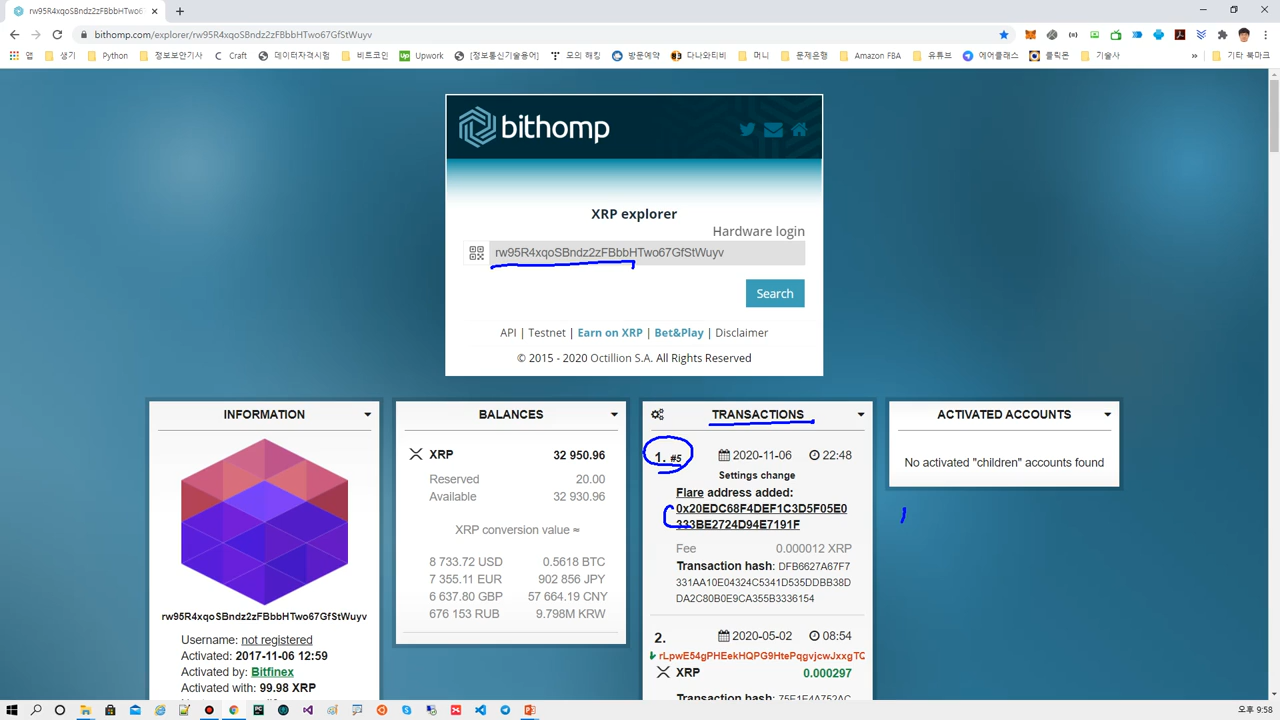 rw95R4xqoSBndz2zFBbbHTwo6
bithomp.com/explorer/rw95R4xqoSBndz2zFBbbHTwo67GfStWuyv
앱 생기 Python 정보보안기사 Craft 데이터자격시험 비트코인 Upwork [정보통신기술용어] 모의 해킹 방문예약 다나와티비 머니 문제은행 Amazon FBA 유튜브 에어클래스 클릭몬 기술사 » 기타 북마크
bithomp
XRP explorer
Hardware login
rw95R4xqoSBndz2zFBbbHTwo67GfStWuyv
Search
API | Testnet | Earn on XRP | Bet&Play | Disclaimer
© 2015 - 2020 Octillion S.A. All Rights Reserved
INFORMATION
rw95R4xqoSBndz2zFBbbHTwo67GfStWuyv
Username: not registered
Activated: 2017-11-06 12:59
Activated by: Bitfinex
Activated with: 99.98 XRP
BALANCES
XRP 32 950.96
Reserved 20.00
Available 32 930.96
XRP conversion value ≈
8 733.72 USD 0.5618 BTC
7 355.11 EUR 902 856 JPY
6 637.80 GBP 57 664.19 CNY
676 153 RUB 9.798M KRW
TRANSACTIONS
1. #5 2020-11-06 22:48
Settings change
Flare address added:
0x20EDC68F4DEF1C3D5F05E0
333BE2724D94E7191F
Fee 0.000012 XRP
Transaction hash: DFB6627A67F7
331AA10E04324C5341D535DDBB38D
DA2C80B0E9CA355B3336154
2. 2020-05-02 08:54
rLpwE54gPHEekHQPG9HtePqgvjcwJxxgTC
XRP 0.000297
ACTIVATED ACCOUNTS
No activated "children" accounts found
오후 9:58